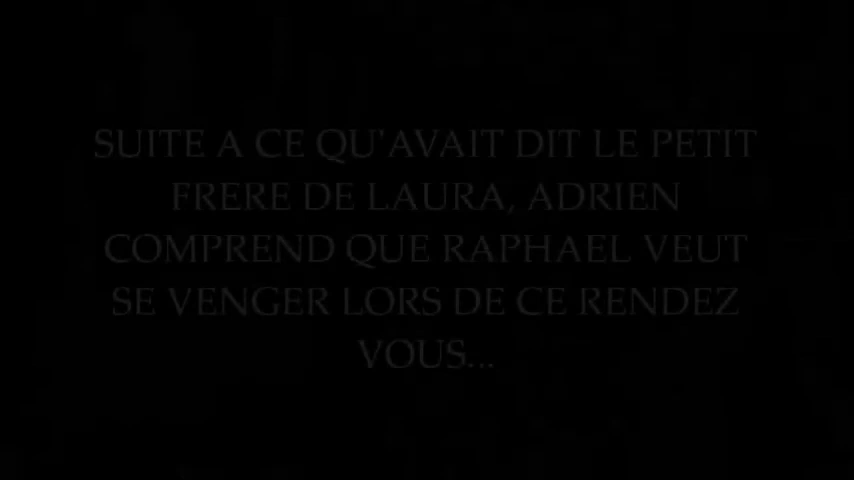 SUITE A CE QU'AVAIT DIT LE PETIT
FRERE DE LAURA, ADRIEN
COMPREND QUE RAPHAEL VEUT
SE VENGER LORS DE CE RENDEZ
VOUS...